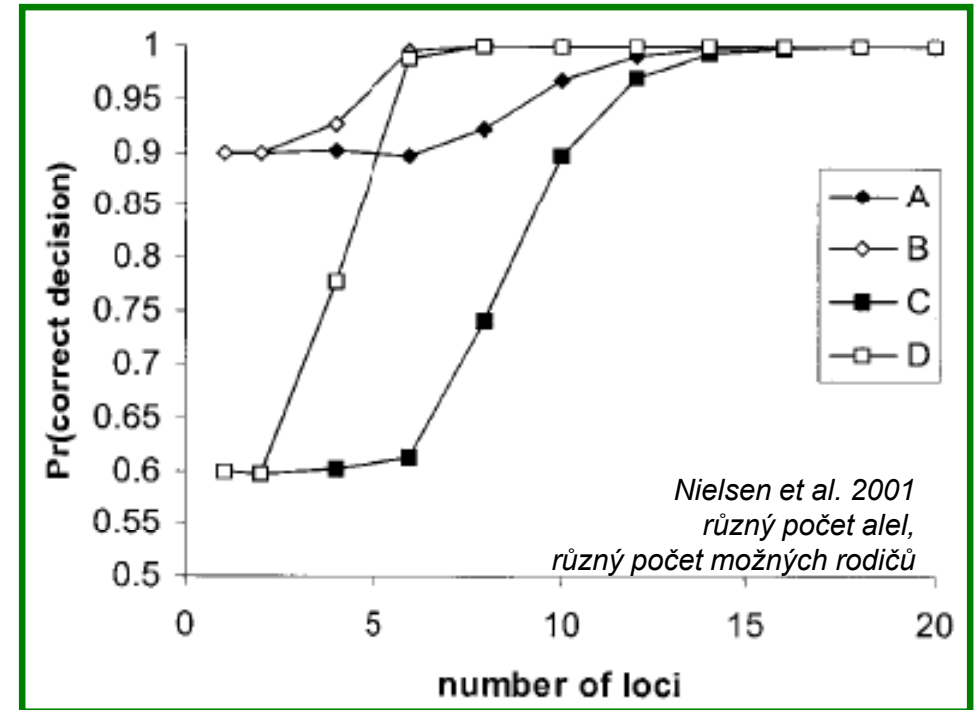 1
0.95
0.9
0.85
0.8
0.75
0.7
0.65
0.6
0.55
0.5
Pr(correct decision)
A
B
C
D
Nielsen et al. 2001
různý počet alel,
různý počet možných rodičů
0 5 10 15 20
number of loci